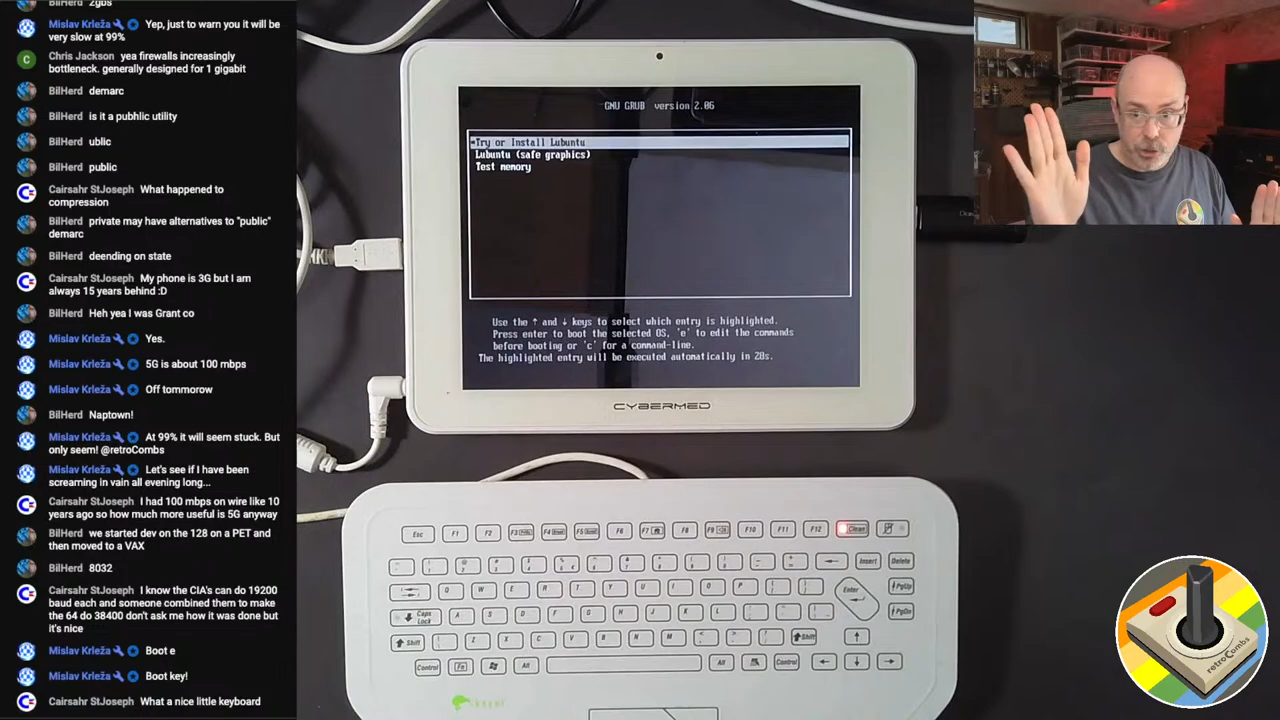 BilHerd 2gbs
Mislav Krleža Yep, just to warn you it will be
very slow at 99%
C
Chris Jackson yea firewalls increasingly
bottleneck. generally designed for 1 gigabit
BilHerd demarc
BilHerd is it a pubhlic utility
BilHerd ublic
BilHerd public
Cairsahr StJoseph What happened to
compression
BilHerd private may have alternatives to "public"
demarc
BilHerd deending on state
Cairsahr StJoseph My phone is 3G but I am
always 15 years behind :D
BilHerd Heh yea I was Grant co
Mislav Krleža Yes.
Mislav Krleža 5G is about 100 mbps
Mislav Krleža Off tommorow
BilHerd Naptown!
Mislav Krleža At 99% it will seem stuck. But
only seem! @retroCombs
Mislav Krleža Let's see if I have been
screaming in vain all evening long...
Cairsahr StJoseph I had 100 mbps on wire like 10
years ago so how much more useful is 5G anyway
BilHerd we started dev on the 128 on a PET and
then moved to a VAX
BilHerd 8032
Cairsahr StJoseph I know the CIA's can do 19200
baud each and someone combined them to make
the 64 do 38400 don't ask me how it was done but
it's nice
Mislav Krleža Boot e
Mislav Krleža Boot key!
Cairsahr StJoseph What a nice little keyboard
GNU GRUB version 2.06
*Try or Install Lubuntu
Lubuntu (safe graphics)
Test memory
Use the ↑ and ↓ keys to select which entry is highlighted.
Press enter to boot the selected OS, 'e' to edit the commands
before booting or 'c' for a command-line.
The highlighted entry will be executed automatically in 28s.
CYBERMED
Esc F1 F2 F3 F4 F5 F6 F7 F8 F9 F10 F11 F12 Clean
Insert Delete
Q W E R T Y U I O P Enter PgUp
Caps Lock A S D F G H J K L PgDn
Shift Z X C V B N M Shift
Control Fn Alt Alt Control
retroCombs